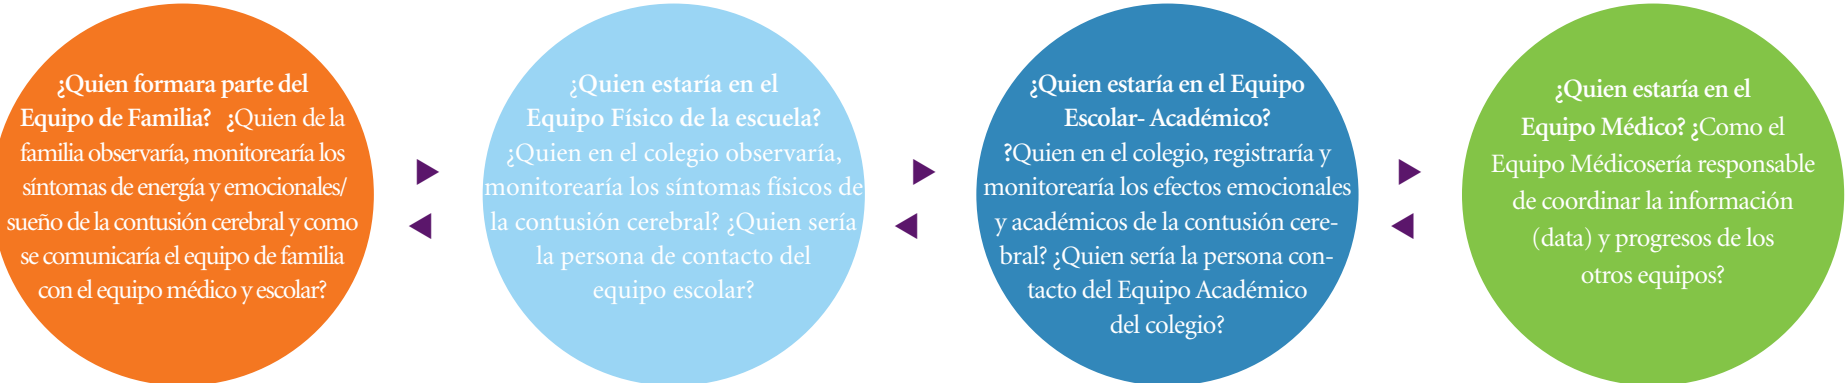 ¿Quien formara parte del
Equipo de Familia? ¿Quien de la
familia observaría, monitorearía los
síntomas de energía y emocionales/
sueño de la contusión cerebral y como
se comunicaría el equipo de familia
con el equipo médico y escolar?
¿Quien estaría en el
Equipo Físico de la escuela?
¿Quien en el colegio observaría,
monitorearía los síntomas físicos de
la contusión cerebral? ¿Quien sería
la persona de contacto del
equipo escolar?
¿Quien estaría en el Equipo
Escolar- Académico?
?Quien en el colegio, registraría y
monitorearía los efectos emocionales
y académicos de la contusión cere-
bral? ¿Quien sería la persona con-
tacto del Equipo Académico
del colegio?
¿Quien estaría en el
Equipo Médico? ¿Como el
Equipo Médicosería responsable
de coordinar la información
(data) y progresos de los
otros equipos?